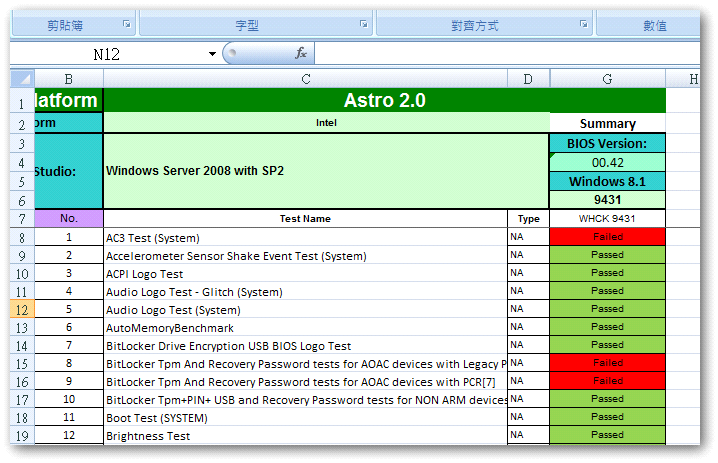 剪貼簿 字型 對齊方式 數值
N12 fx
B C D G H
1 latform Astro 2.0
2 orm Intel Summary
3 BIOS Version:
4 00.42
Studio: Windows Server 2008 with SP2
5 Windows 8.1
6 9431
7 No. Test Name Type WHCK 9431
8 1 AC3 Test (System) NA Failed
9 2 Accelerometer Sensor Shake Event Test (System) NA Passed
10 3 ACPI Logo Test NA Passed
11 4 Audio Logo Test - Glitch (System) NA Passed
12 5 Audio Logo Test (System) NA Passed
13 6 AutoMemoryBenchmark NA Passed
14 7 BitLocker Drive Encryption USB BIOS Logo Test NA Passed
15 8 BitLocker Tpm And Recovery Password tests for AOAC devices with Legacy P NA Failed
16 9 BitLocker Tpm And Recovery Password tests for AOAC devices with PCR[7] NA Failed
17 10 BitLocker Tpm+PIN+ USB and Recovery Password tests for NON ARM devices NA Passed
18 11 Boot Test (SYSTEM) NA Passed
19 12 Brightness Test NA Passed